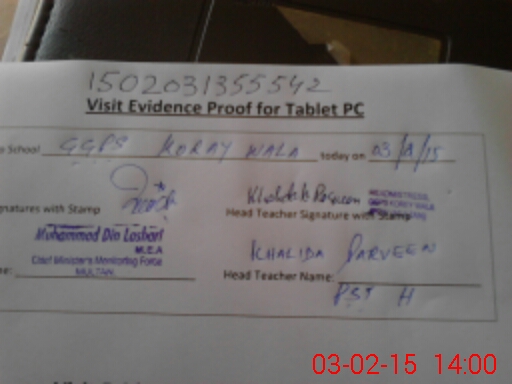 1502031355542
Visit Evidence Proof for Tablet PC
School GGPS KORAY WALA today on 03/2/15
gnatures with Stamp
Head Teacher Signature with Stamp
Muhammad Din Lashari
M.E.A
Chief Minister's Monitoring Force
MULTAN.
KHALIDA PARVEEN
Head Teacher Name:
PST H
03-02-15 14:00